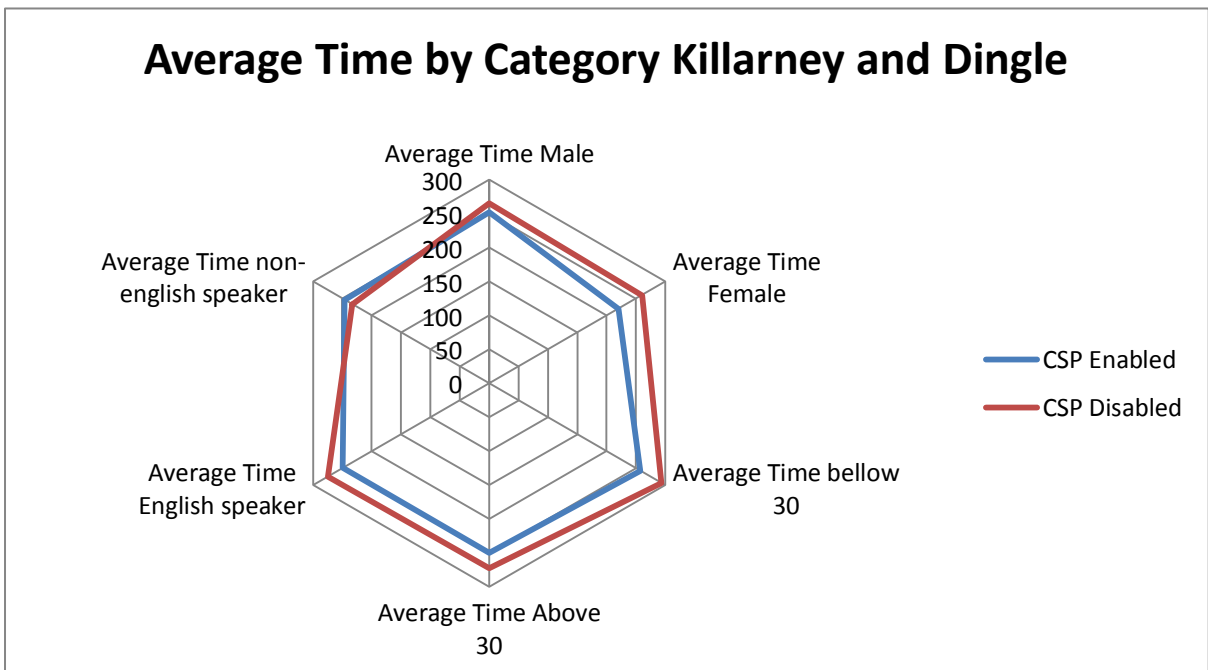 Average Time by Category Killarney and Dingle
Average Time Male
300
250
200
150
100
50
0
Average Time
Female
Average Time bellow
30
Average Time Above
30
Average Time
English speaker
Average Time non-
english speaker
CSP Enabled
CSP Disabled